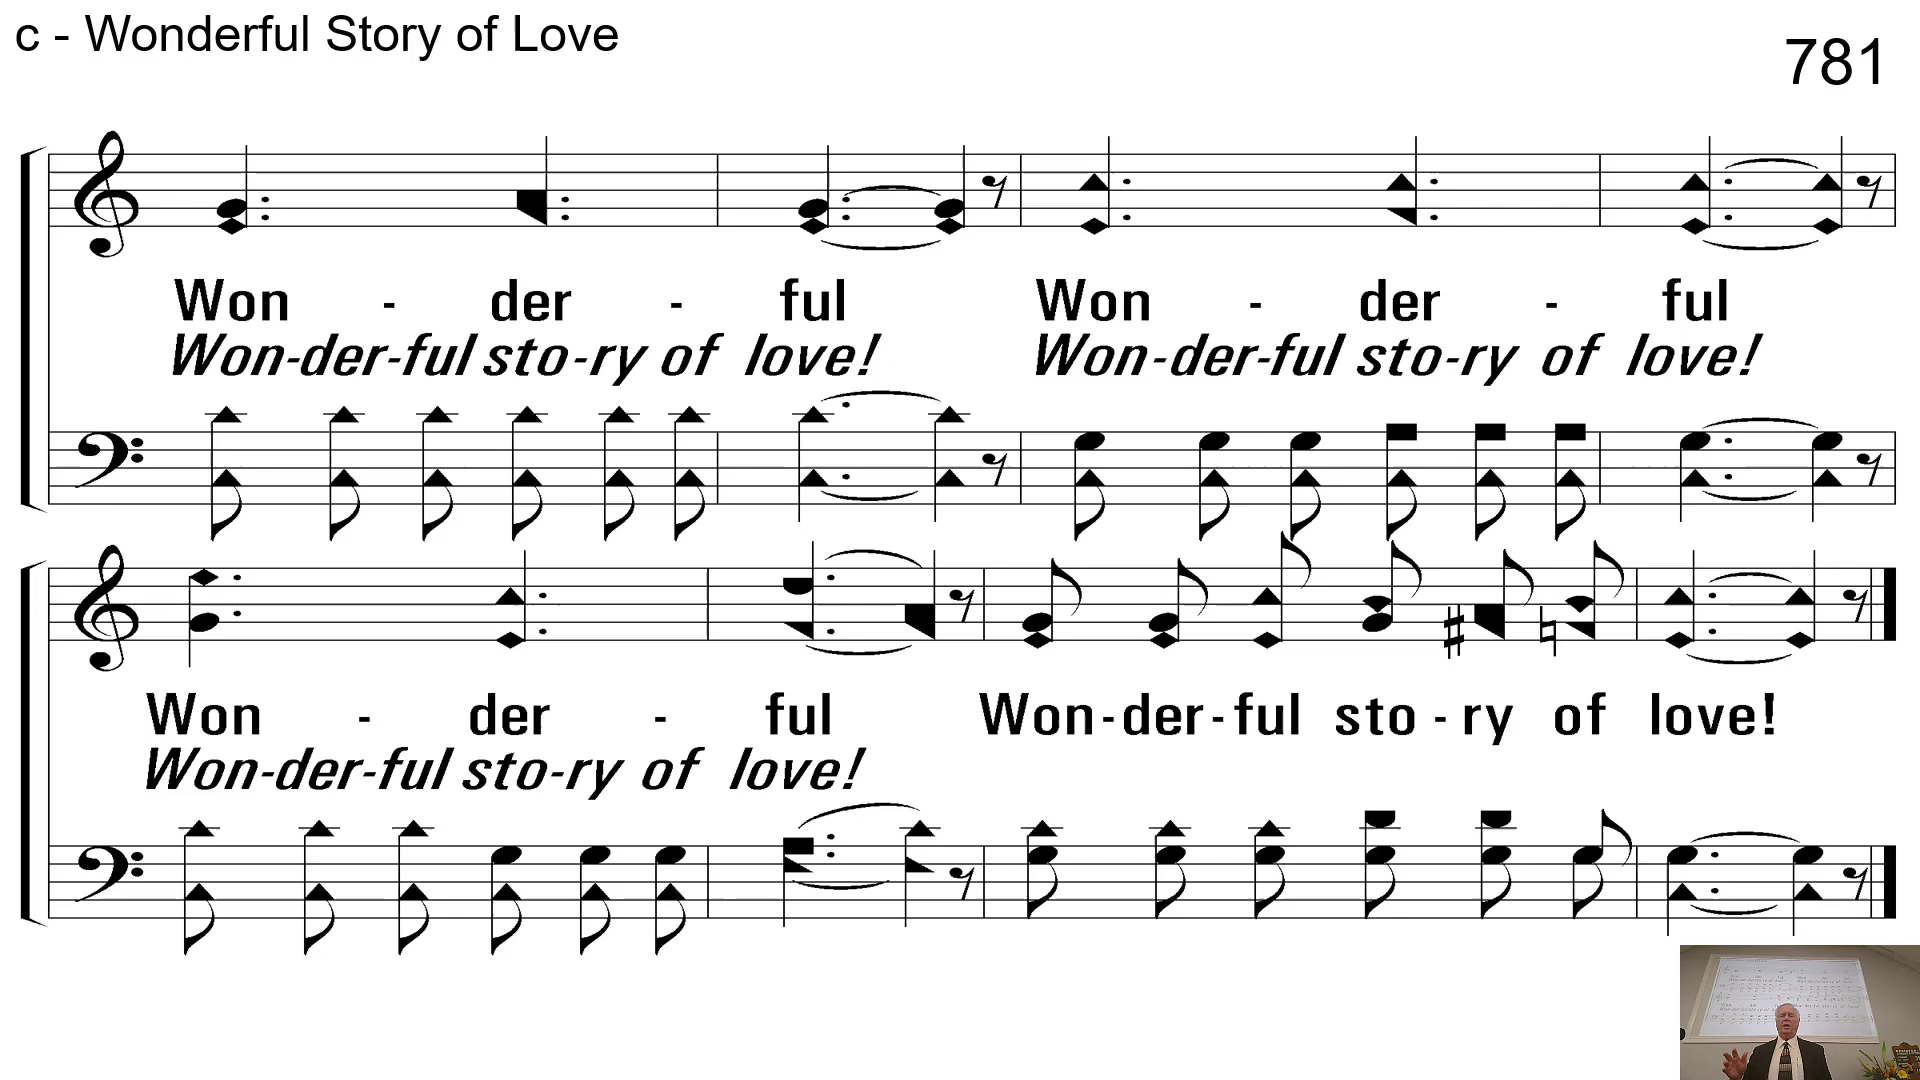 c - Wonderful Story of Love
781
Won - der - ful Won - der - ful
Won-der-ful sto-ry of love! Won-der-ful sto-ry of love!
Won - der - ful Won-der-ful sto-ry of love!
Won-der-ful sto-ry of love!